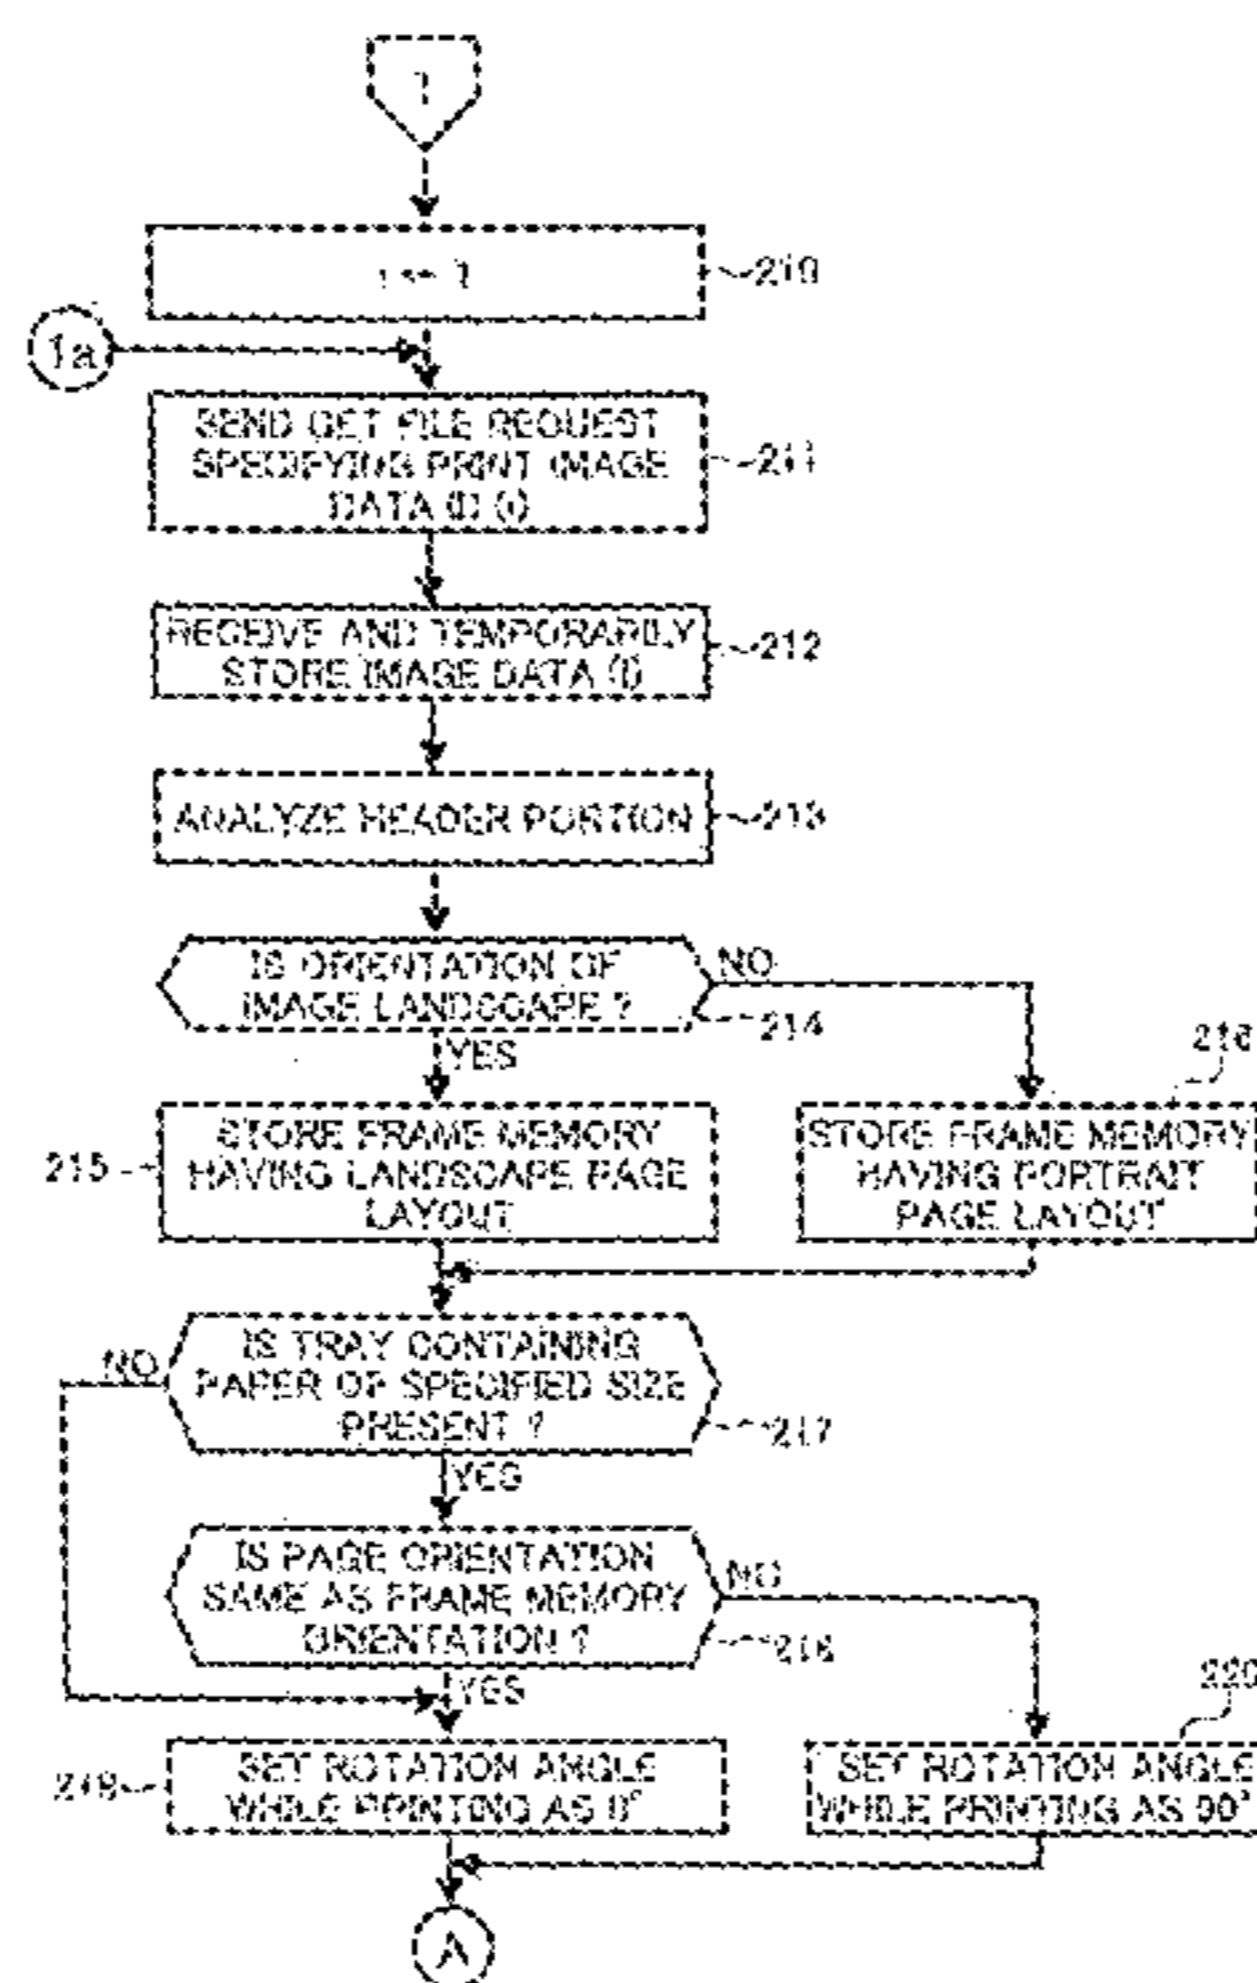 1
210
1a
SEND GET FILE REQUEST
SPECIFYING PRINT IMAGE
DATA ID (i)
211
RECEIVE AND TEMPORARILY
STORE IMAGE DATA (i)
212
ANALYZE HEADER PORTION
213
IS ORIENTATION OF
IMAGE LANDSCAPE ?
NO
214
YES
216
STORE FRAME MEMORY
HAVING LANDSCAPE PAGE
LAYOUT
215
STORE FRAME MEMORY
HAVING PORTRAIT
PAGE LAYOUT
IS TRAY CONTAINING
PAPER OF SPECIFIED SIZE
PRESENT ?
NO
217
YES
IS PAGE ORIENTATION
SAME AS FRAME MEMORY
ORIENTATION ?
NO
218
YES
220
SET ROTATION ANGLE
WHILE PRINTING AS 0°
219
SET ROTATION ANGLE
WHILE PRINTING AS 90°
A